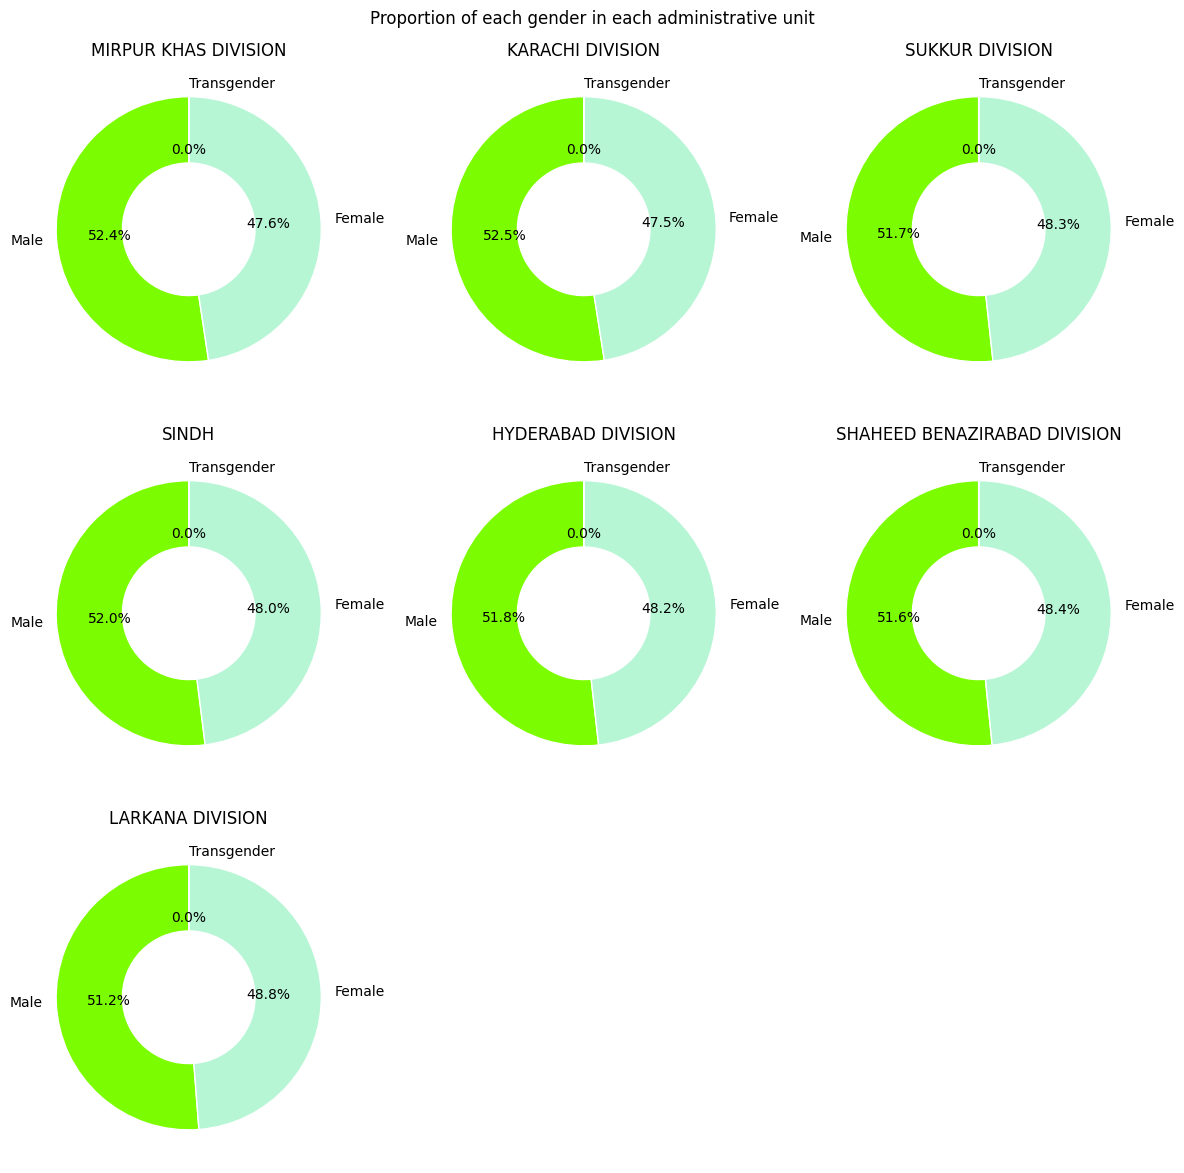 Proportion of each gender in each administrative unit
MIRPUR KHAS DIVISION
Transgender
0.0%
Male
52.4%
47.6%
Female
KARACHI DIVISION
Transgender
0.0%
Male
52.5%
47.5%
Female
SUKKUR DIVISION
Transgender
0.0%
Male
51.7%
48.3%
Female
SINDH
Transgender
0.0%
Male
52.0%
48.0%
Female
HYDERABAD DIVISION
Transgender
0.0%
Male
51.8%
48.2%
Female
SHAHEED BENAZIRABAD DIVISION
Transgender
0.0%
Male
51.6%
48.4%
Female
LARKANA DIVISION
Transgender
0.0%
Male
51.2%
48.8%
Female